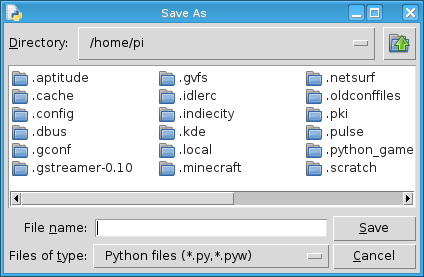 Save As
Directory: /home/pi
.aptitude .gvfs .netsurf
.cache .idlerc .oldconffiles
.config .indiecity .pki
.dbus .kde .pulse
.gconf .local .python_game
.gstreamer-0.10 .minecraft .scratch
File name: Save
Files of type: Python files (*.py,*.pyw) Cancel